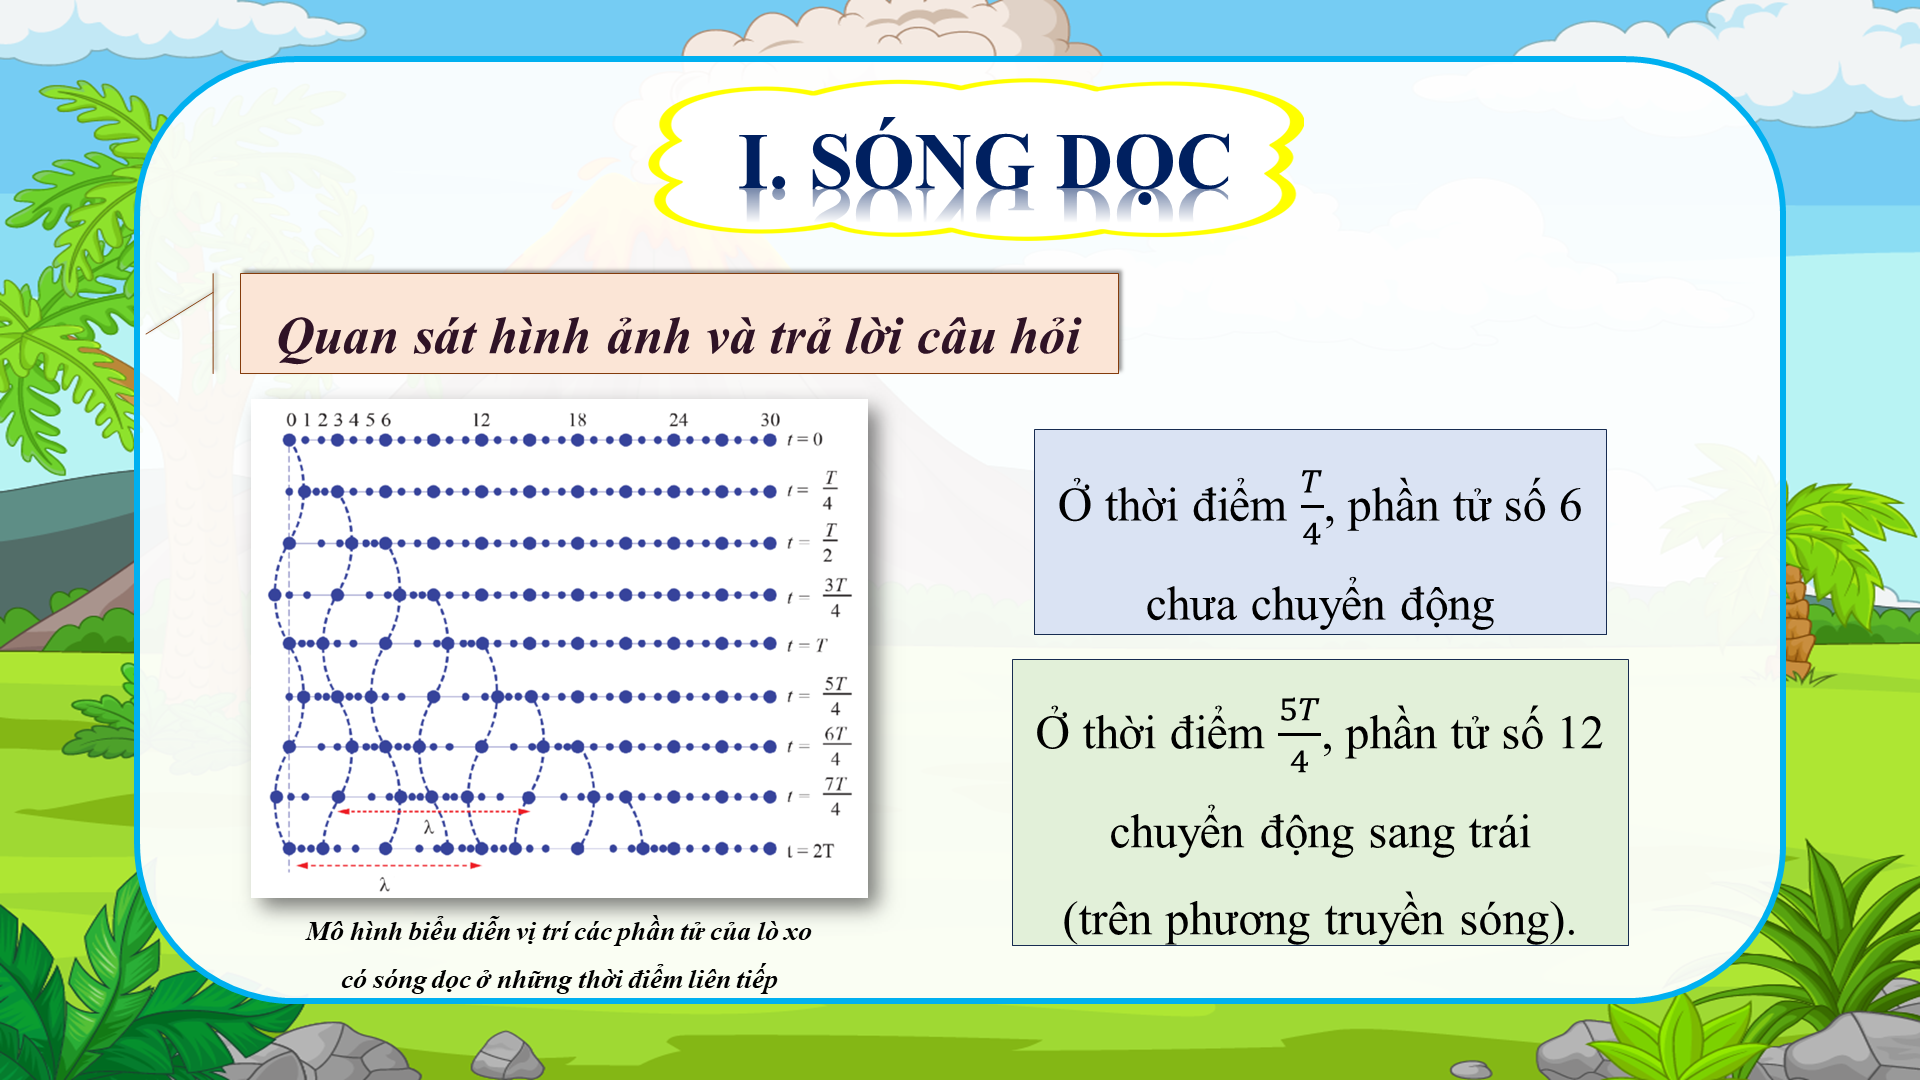 I. SÓNG DỌC
Quan sát hình ảnh và trả lời câu hỏi
0 1 2 3 4 5 6 12 18 24 30
t = 0
t = T/4
t = T/2
t = 3T/4
t = T
t = 5T/4
t = 6T/4
t = 7T/4
λ
t = 2T
λ
Mô hình biểu diễn vị trí các phần tử của lò xo
có sóng dọc ở những thời điểm liên tiếp
Ở thời điểm T/4, phần tử số 6
chưa chuyển động
Ở thời điểm 5T/4, phần tử số 12
chuyển động sang trái
(trên phương truyền sóng).